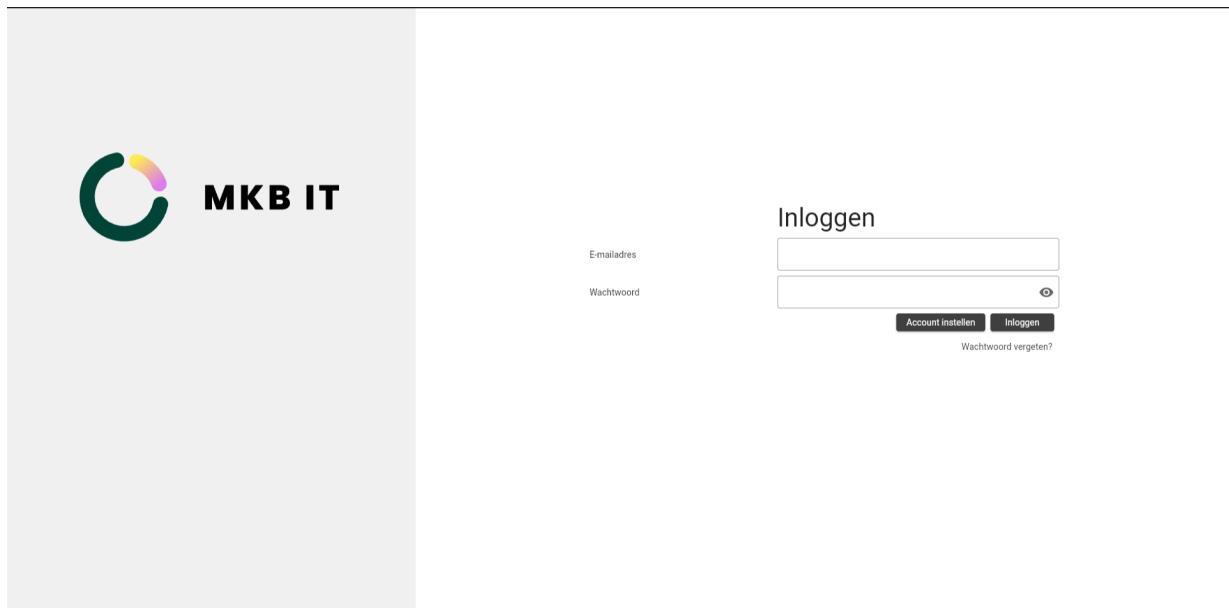 MKB IT
Inloggen
E-mailadres
Wachtwoord
Account instellen Inloggen
Wachtwoord vergeten?